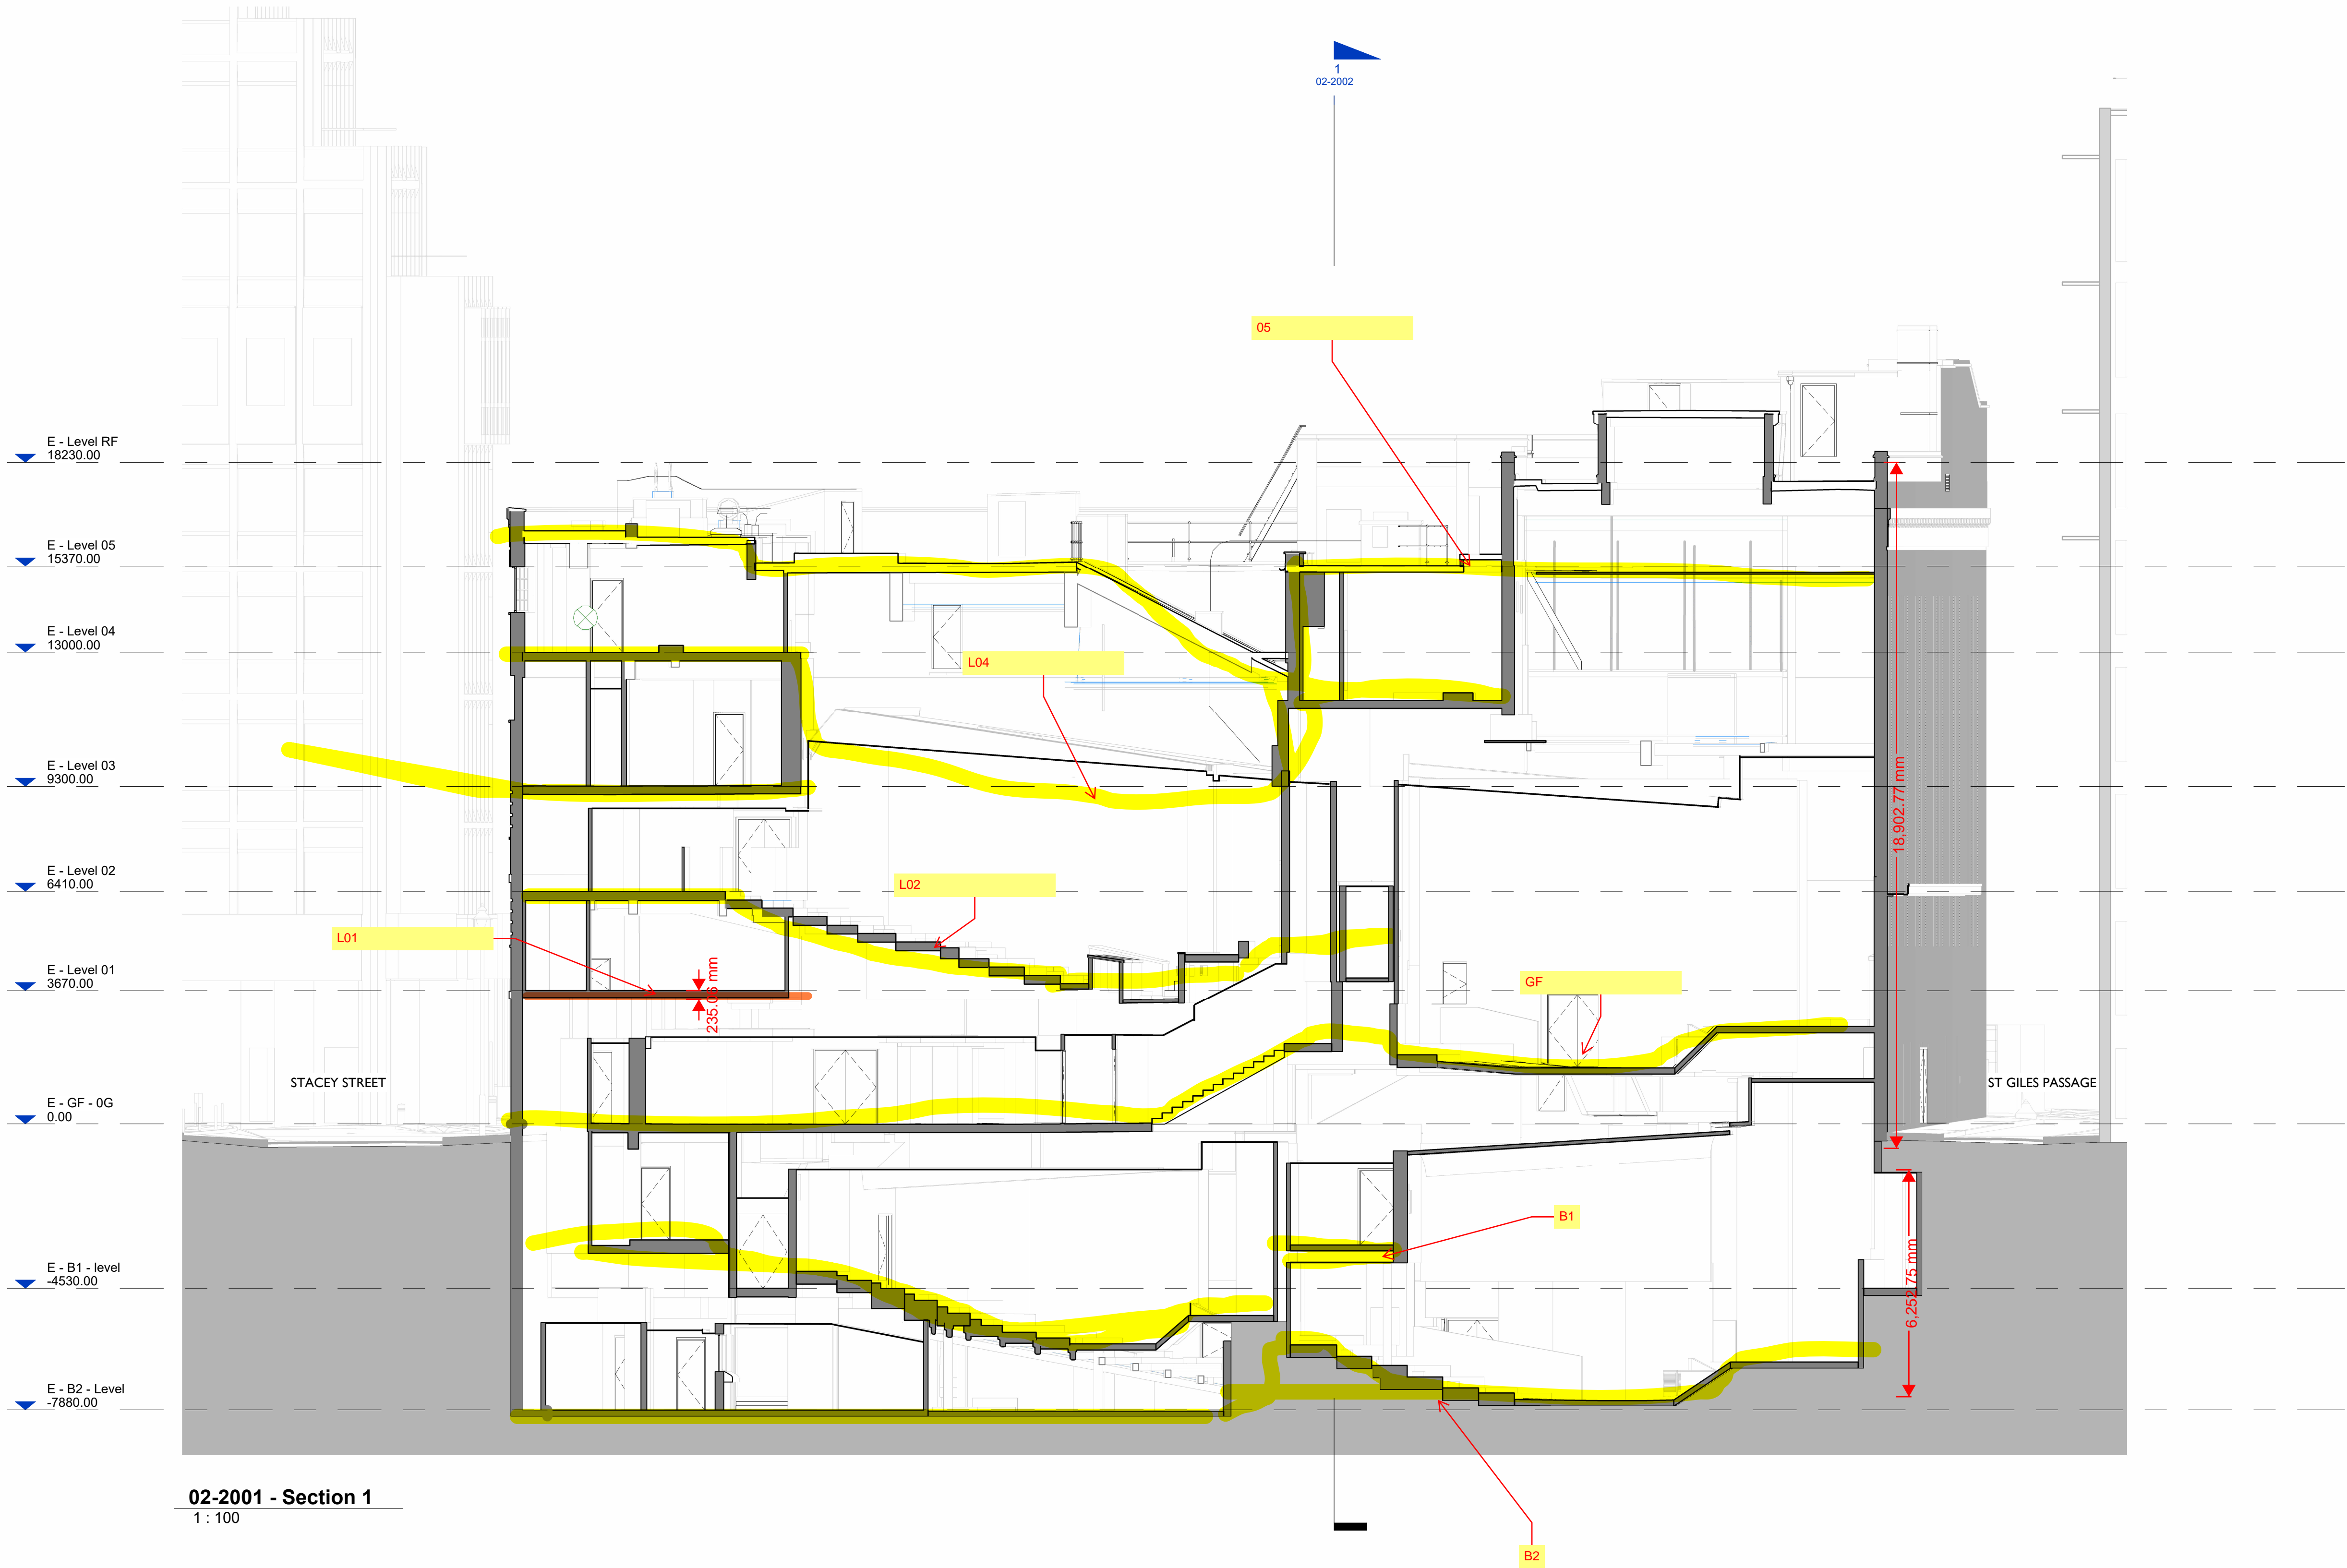 1
02-2002
05
E - Level RF
18230.00
E - Level 05
15370.00
E - Level 04
13000.00
L04
E - Level 03
9300.00
18,902.77 mm
E - Level 02
6410.00
L02
L01
E - Level 01
3670.00
235.06 mm
GF
STACEY STREET
ST GILES PASSAGE
E - GF - 0G
0.00
B1
E - B1 - level
-4530.00
6,252.75 mm
E - B2 - Level
-7880.00
02-2001 - Section 1
1 : 100
B2